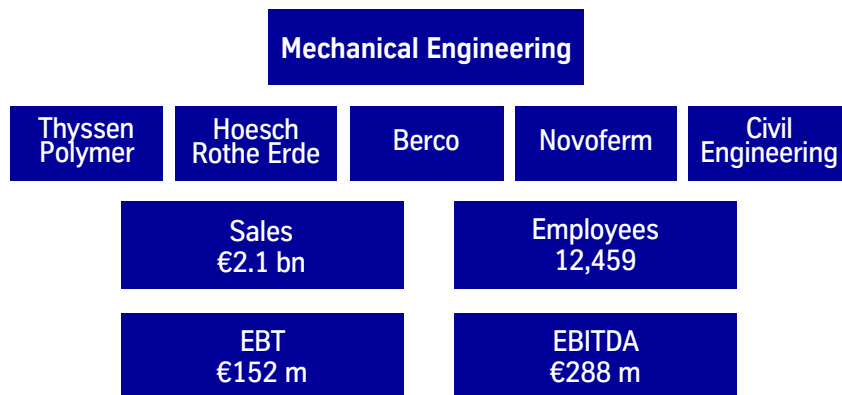 Mechanical Engineering
Thyssen
Polymer
Hoesch
Rothe Erde
Berco
Novoferm
Civil
Engineering
Sales
€2.1 bn
Employees
12,459
EBT
€152 m
EBITDA
€288 m